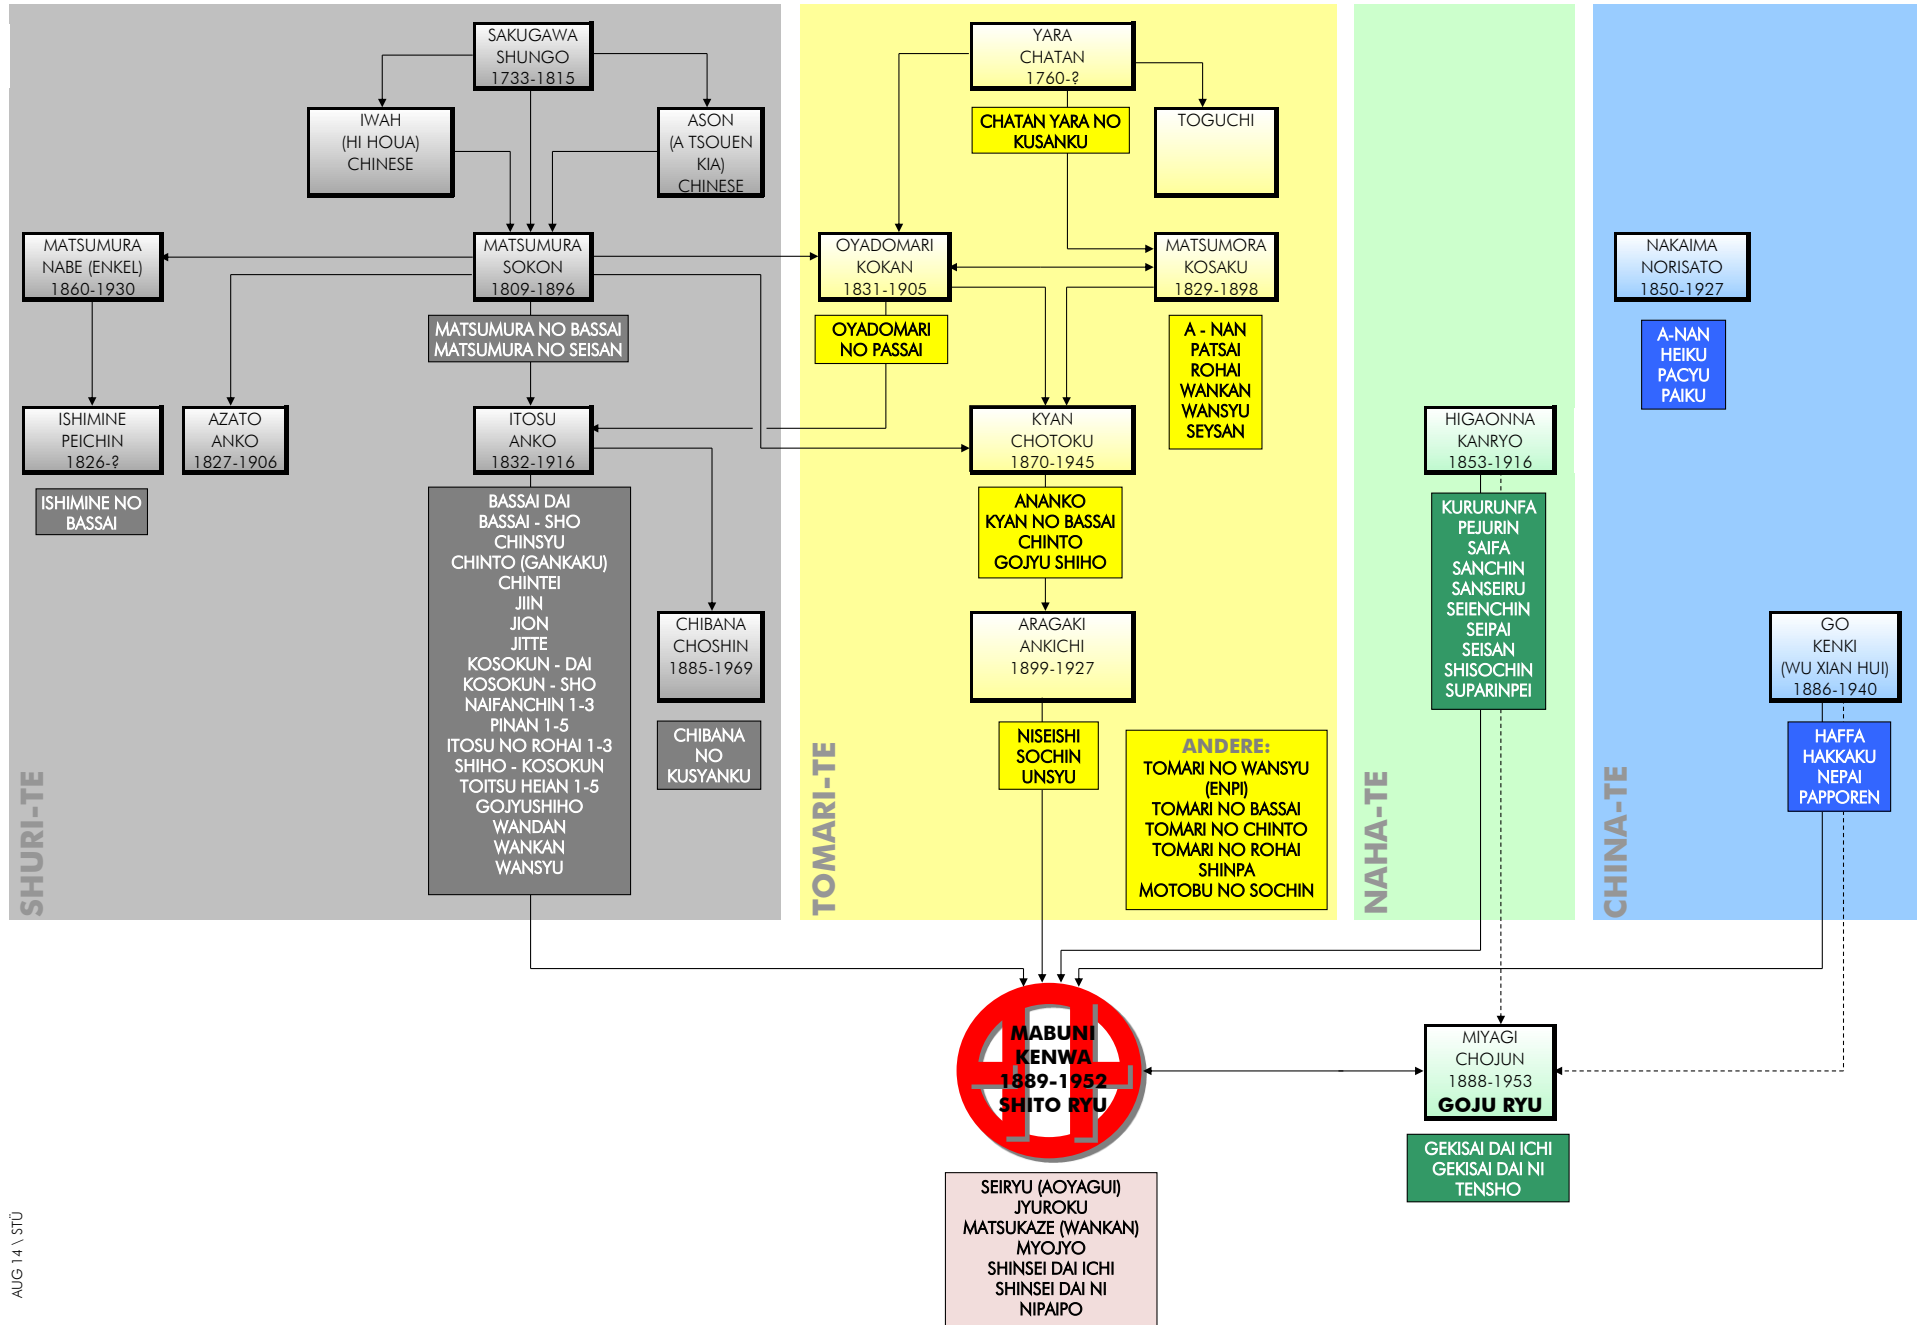 SAKUGAWA
SHUNGO
1733-1815
IWAH
(HI HOUA)
CHINESE
ASON
(A TSOUEN
KIA)
CHINESE
MATSUMURA
NABE (ENKEL)
1860-1930
MATSUMURA
SOKON
1809-1896
MATSUMURA NO BASSAI
MATSUMURA NO SEISAN
ISHIMINE
PEICHIN
1826-?
ISHIMINE NO
BASSAI
AZATO
ANKO
1827-1906
ITOSU
ANKO
1832-1916
BASSAI DAI
BASSAI - SHO
CHINSYU
CHINTO (GANKAKU)
CHINTEI
JIIN
JION
JITTE
KOSOKUN - DAI
KOSOKUN - SHO
NAIFANCHIN 1-3
PINAN 1-5
ITOSU NO ROHAI 1-3
SHIHO - KOSOKUN
TOITSU HEIAN 1-5
GOJYUSHIHO
WANDAN
WANKAN
WANSYU
CHIBANA
CHOSHIN
1885-1969
CHIBANA
NO
KUSYANKU
SHURI-TE
YARA
CHATAN
1760-?
CHATAN YARA NO
KUSANKU
TOGUCHI
OYADOMARI
KOKAN
1831-1905
OYADOMARI
NO PASSAI
MATSUMORA
KOSAKU
1829-1898
A - NAN
PATSAI
ROHAI
WANKAN
WANSYU
SEYSAN
KYAN
CHOTOKU
1870-1945
ANANKO
KYAN NO BASSAI
CHINTO
GOJYU SHIHO
ARAGAKI
ANKICHI
1899-1927
NISEISHI
SOCHIN
UNSYU
ANDERE:
TOMARI NO WANSYU
(ENPI)
TOMARI NO BASSAI
TOMARI NO CHINTO
TOMARI NO ROHAI
SHINPA
MOTOBU NO SOCHIN
TOMARI-TE
HIGAONNA
KANRYO
1853-1916
KURURUNFA
PEJURIN
SAIFA
SANCHIN
SANSEIRU
SEIENCHIN
SEIPAI
SEISAN
SHISOCHIN
SUPARINPEI
NAHA-TE
NAKAIMA
NORISATO
1850-1927
A-NAN
HEIKU
PACYU
PAIKU
GO
KENKI
(WU XIAN HUI)
1886-1940
HAFFA
HAKKAKU
NEPAI
PAPPOREN
CHINA-TE
MABUNI
KENWA
1889-1952
SHITO RYU
SEIRYU (AOYAGUI)
JYUROKU
MATSUKAZE (WANKAN)
MYOJYO
SHINSEI DAI ICHI
SHINSEI DAI NI
NIPAIPO
MIYAGI
CHOJUN
1888-1953
GOJU RYU
GEKISAI DAI ICHI
GEKISAI DAI NI
TENSHO
AUG 14 \ STÜ